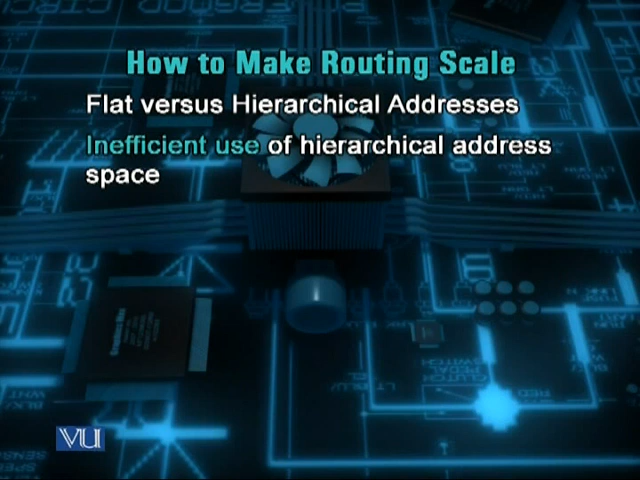 How to Make Routing Scale
Flat versus Hierarchical Addresses
Inefficient use of hierarchical address
space
VU